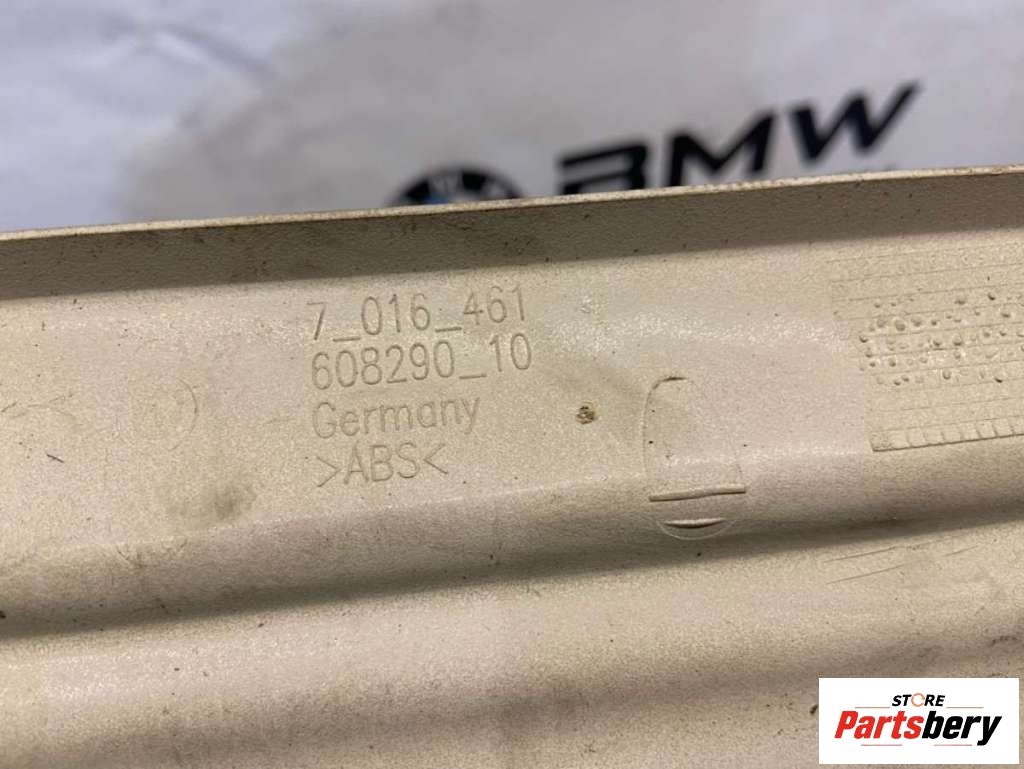 BMW
7_016_461
608290_10
Germany
>ABS<
STORE
Partsbery